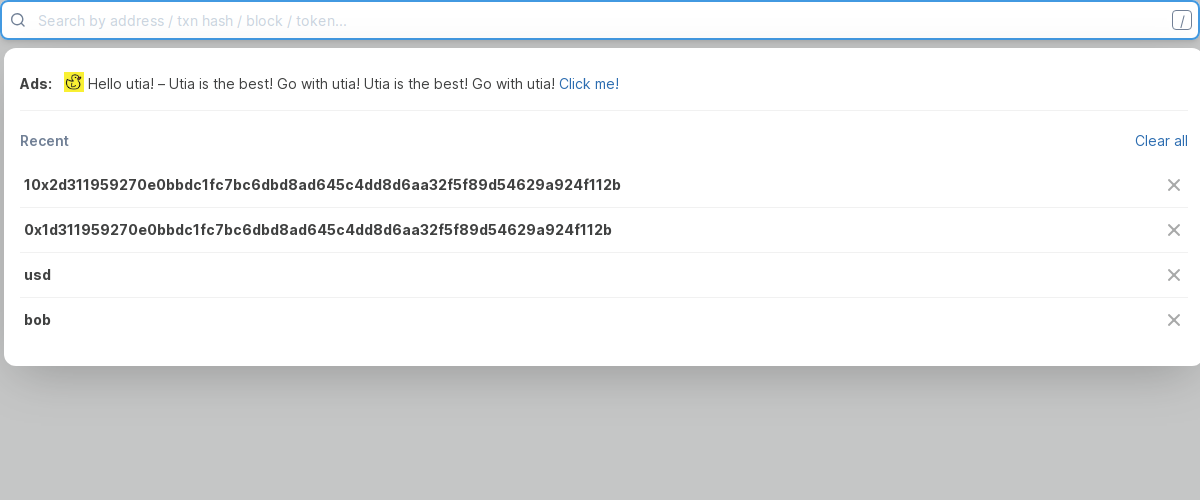 Search by address / txn hash / block / token... /
Ads: Hello utia! – Utia is the best! Go with utia! Utia is the best! Go with utia! Click me!
Recent Clear all
10x2d311959270e0bbdc1fc7bc6dbd8ad645c4dd8d6aa32f5f89d54629a924f112b
0x1d311959270e0bbdc1fc7bc6dbd8ad645c4dd8d6aa32f5f89d54629a924f112b
usd
bob